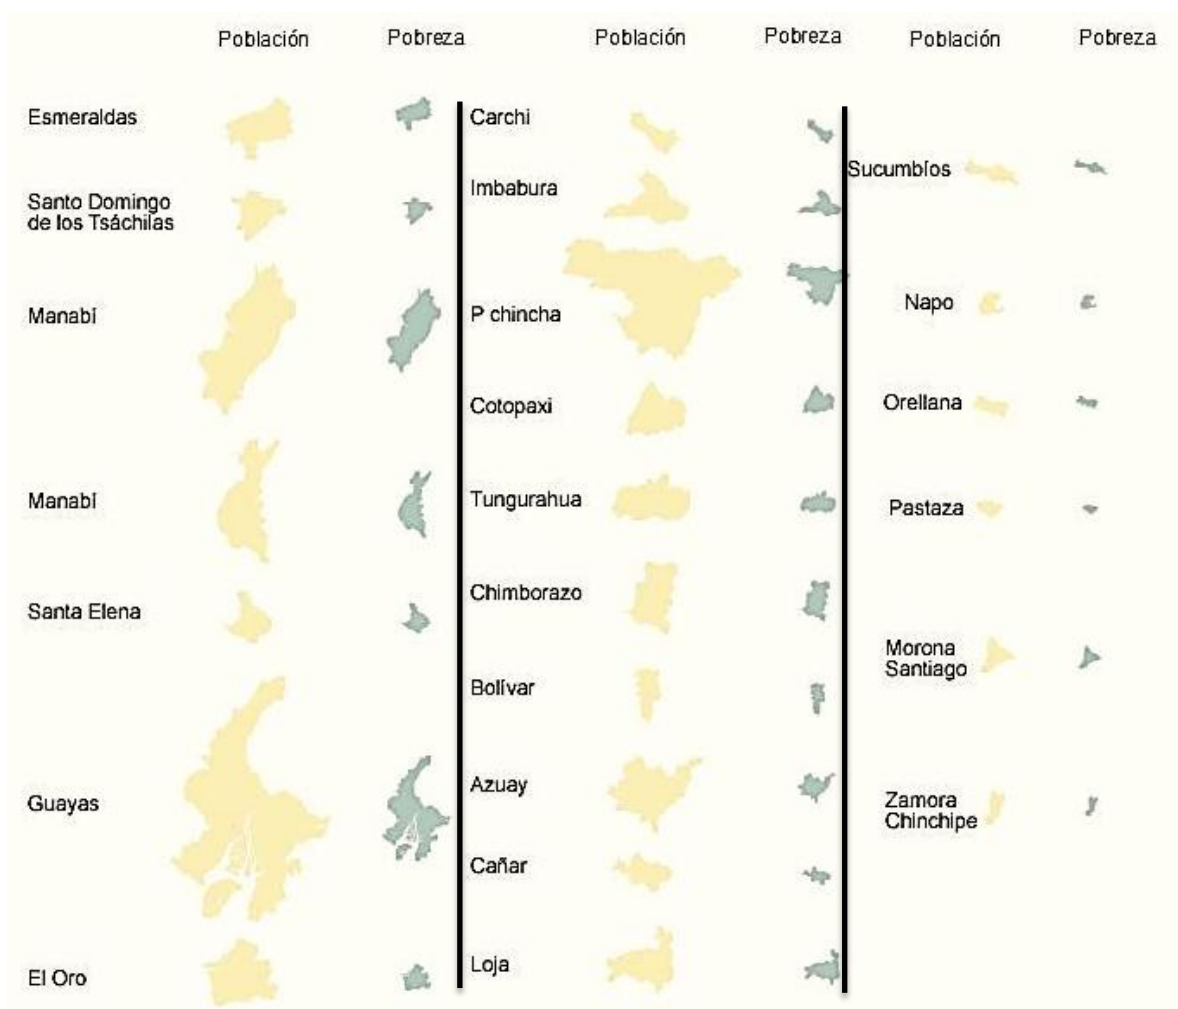 Población Pobreza Población Pobreza Población Pobreza
Esmeraldas
Santo Domingo
de los Tsáchilas
Manabí
Manabí
Santa Elena
Guayas
El Oro
Carchi
Imbabura
P chincha
Cotopaxi
Tungurahua
Chimborazo
Bolívar
Azuay
Cañar
Loja
Sucumbíos
Napo
Orellana
Pastaza
Morona
Santiago
Zamora
Chinchipe